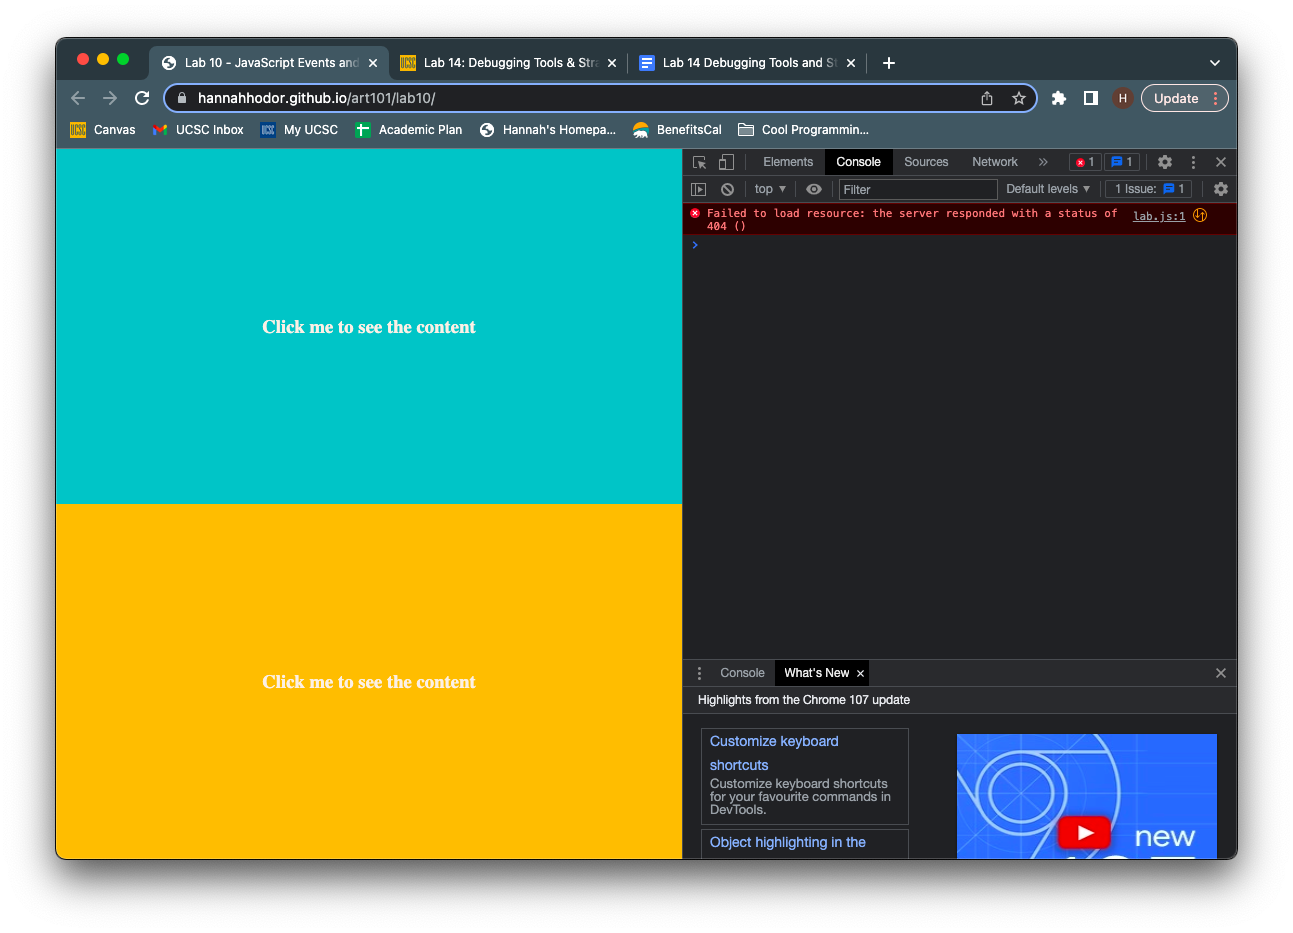 Lab 10 - JavaScript Events and
Lab 14: Debugging Tools & Stra
Lab 14 Debugging Tools and St
hannahhodor.github.io/art101/lab10/
H
Update
UCSC Canvas
UCSC Inbox
UCSC My UCSC
Academic Plan
Hannah's Homepa...
BenefitsCal
Cool Programmin...
Elements Console Sources Network » 1 1
top ▼ Filter Default levels ▼ 1 Issue: 1
Failed to load resource: the server responded with a status of lab.js:1
404 ()
Click me to see the content
Click me to see the content
Console What's New
Highlights from the Chrome 107 update
Customize keyboard
shortcuts
Customize keyboard shortcuts
for your favourite commands in
DevTools.
Object highlighting in the
new